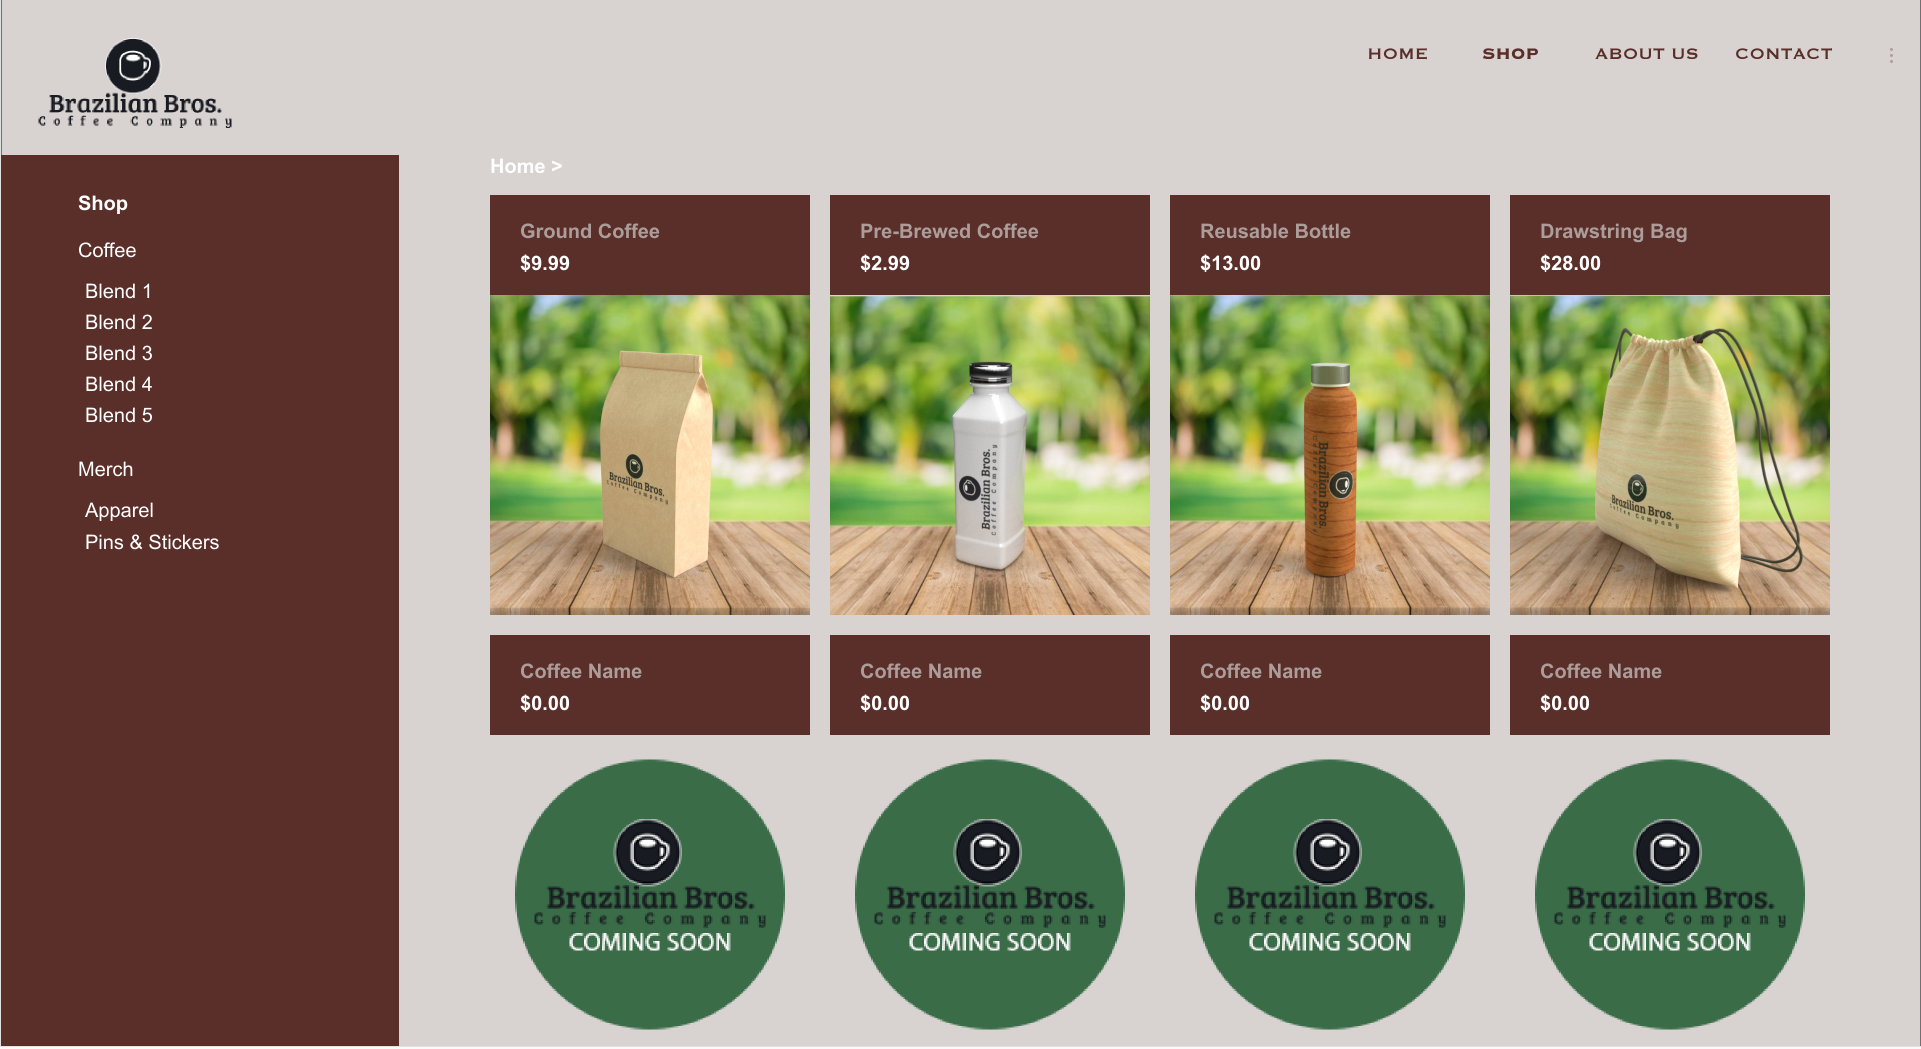 Brazilian Bros.
Coffee Company
HOME SHOP ABOUT US CONTACT
Shop
Coffee
Blend 1
Blend 2
Blend 3
Blend 4
Blend 5
Merch
Apparel
Pins & Stickers
Home >
Ground Coffee
$9.99
Brazilian Bros.
Coffee Company
Pre-Brewed Coffee
$2.99
Brazilian Bros.
Coffee Company
Reusable Bottle
$13.00
Brazilian Bros.
Coffee Company
Drawstring Bag
$28.00
Brazilian Bros.
Coffee Company
Coffee Name
$0.00
Brazilian Bros.
Coffee Company
COMING SOON
Coffee Name
$0.00
Brazilian Bros.
Coffee Company
COMING SOON
Coffee Name
$0.00
Brazilian Bros.
Coffee Company
COMING SOON
Coffee Name
$0.00
Brazilian Bros.
Coffee Company
COMING SOON